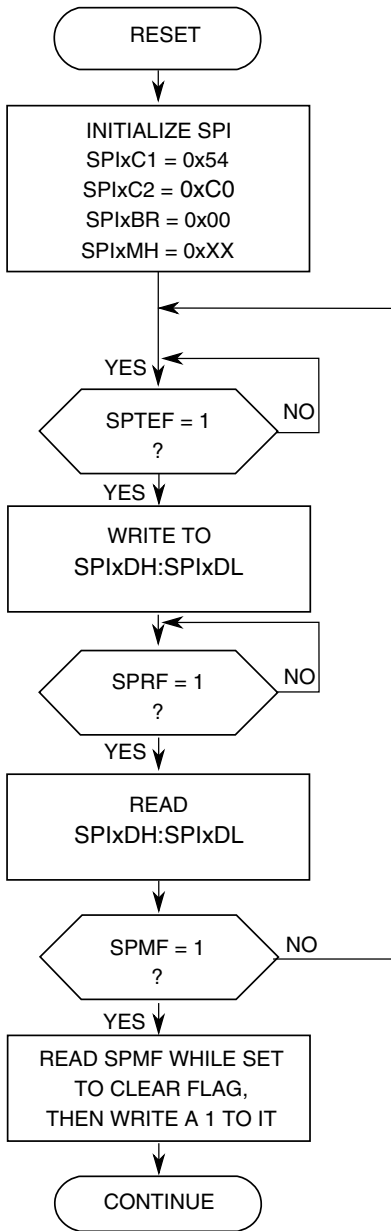 RESET
INITIALIZE SPI
SPIxC1 = 0x54
SPIxC2 = 0xC0
SPIxBR = 0x00
SPIxMH = 0xXX
YES
SPTEF = 1
?
NO
YES
WRITE TO
SPIxDH:SPIxDL
SPRF = 1
?
NO
YES
READ
SPIxDH:SPIxDL
SPMF = 1
?
NO
YES
READ SPMF WHILE SET
TO CLEAR FLAG,
THEN WRITE A 1 TO IT
CONTINUE